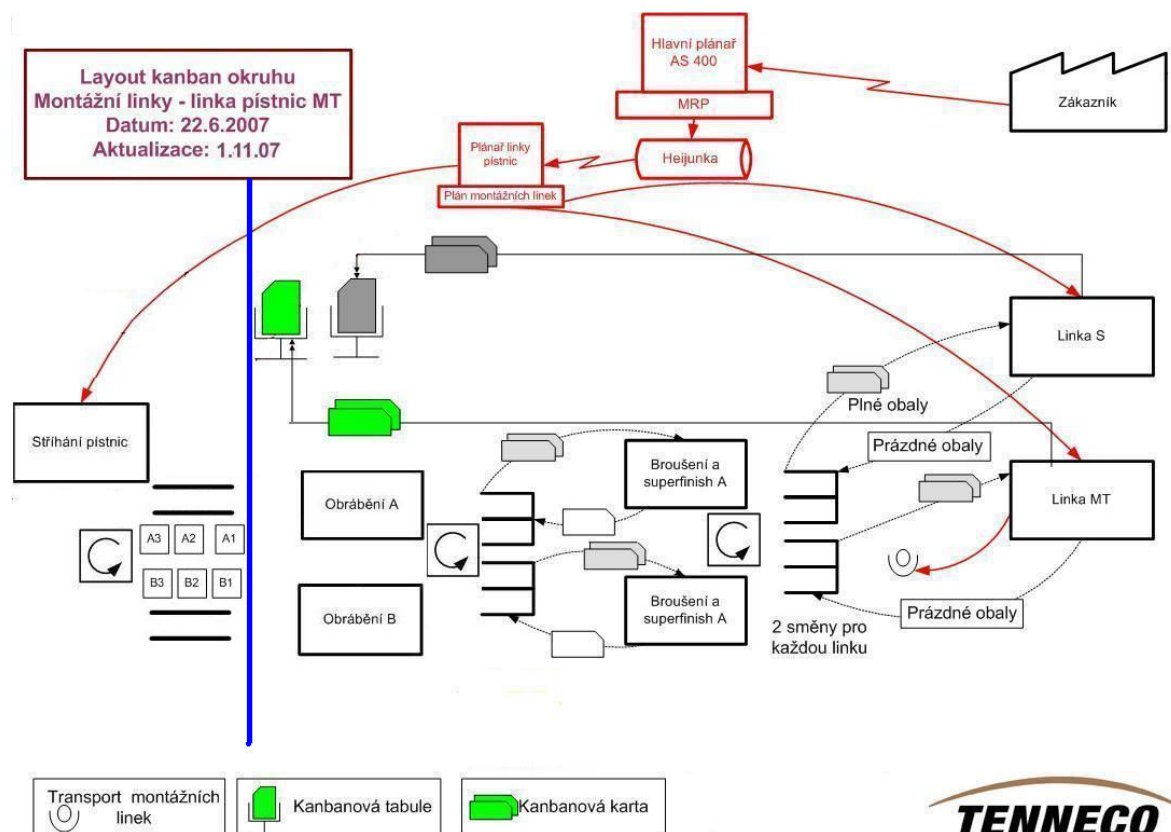 Layout kanban okruhu
Montážní linky - linka pístnic MT
Datum: 22.6.2007
Aktualizace: 1.11.07
Hlavní plánař
AS 400
MRP
Heijunka
Zákazník
Plánař linky
pístnic
Plán montážních linek
Linka S
Plné obaly
Prázdné obaly
Stříhání pístnic
Obrábění A
Broušení a
superfinish A
Linka MT
A3
A2
A1
B3
B2
B1
Obrábění B
Broušení a
superfinish A
2 směny pro
každou linku
Prázdné obaly
Transport montážních
linek
Kanbanová tabule
Kanbanová karta
TENNECO